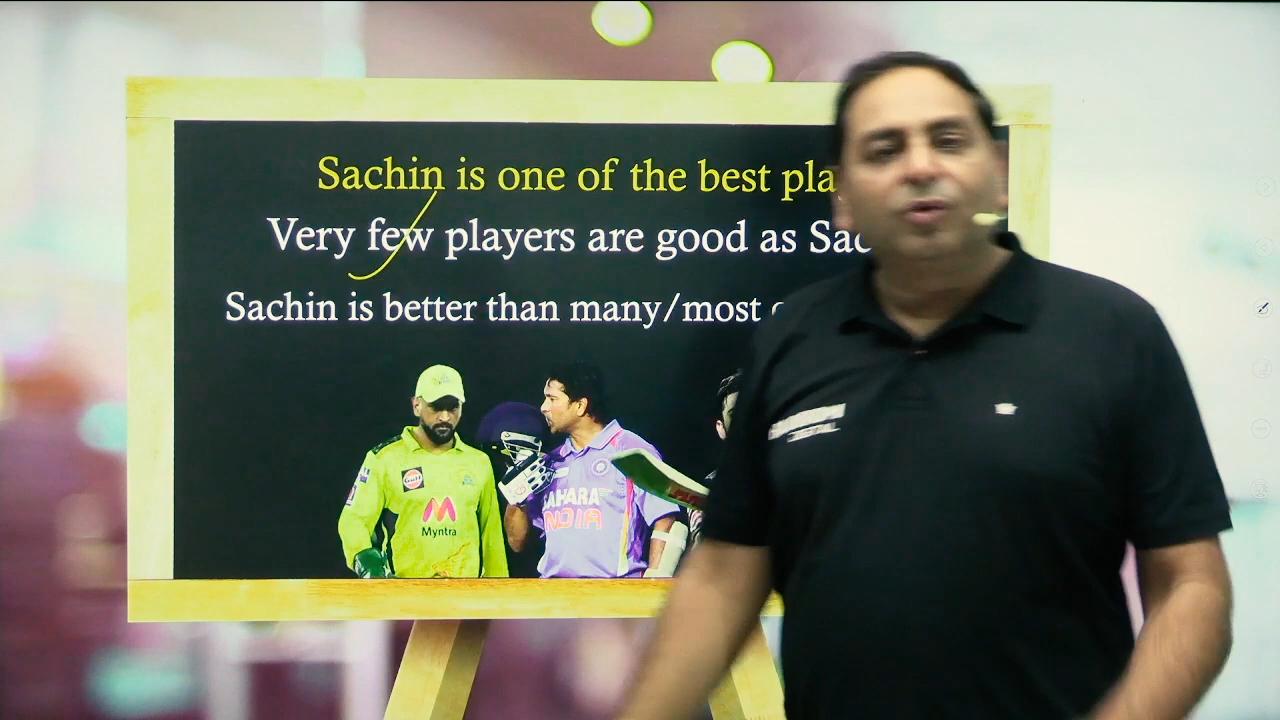 Sachin is one of the best pla
Very few players are good as Sac
Sachin is better than many/most
Gulf
Myntra
SAHARA
INDIA